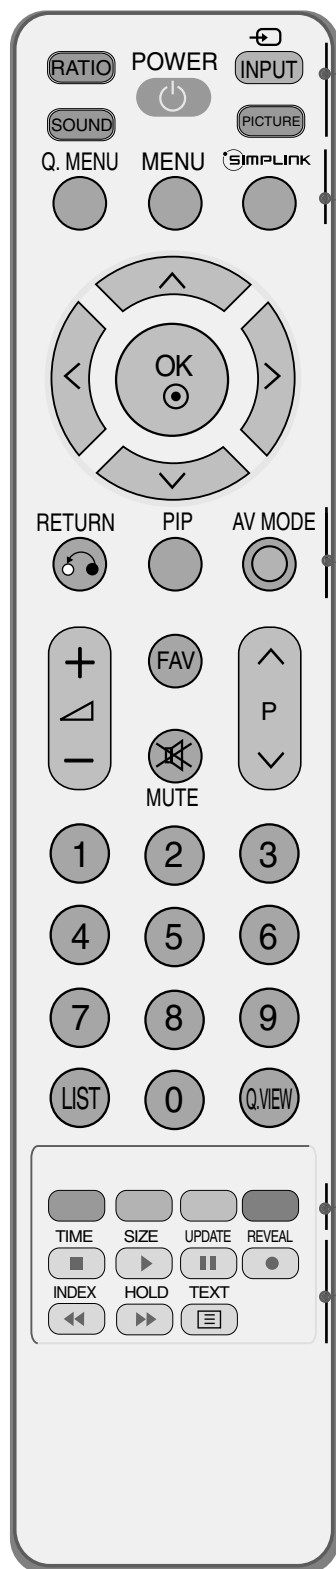 RATIO POWER INPUT
SOUND PICTURE
Q. MENU MENU SIMPLINK
OK
RETURN PIP AV MODE
FAV
P
MUTE
1 2 3
4 5 6
7 8 9
LIST 0 Q.VIEW
TIME SIZE UPDATE REVEAL
INDEX HOLD TEXT